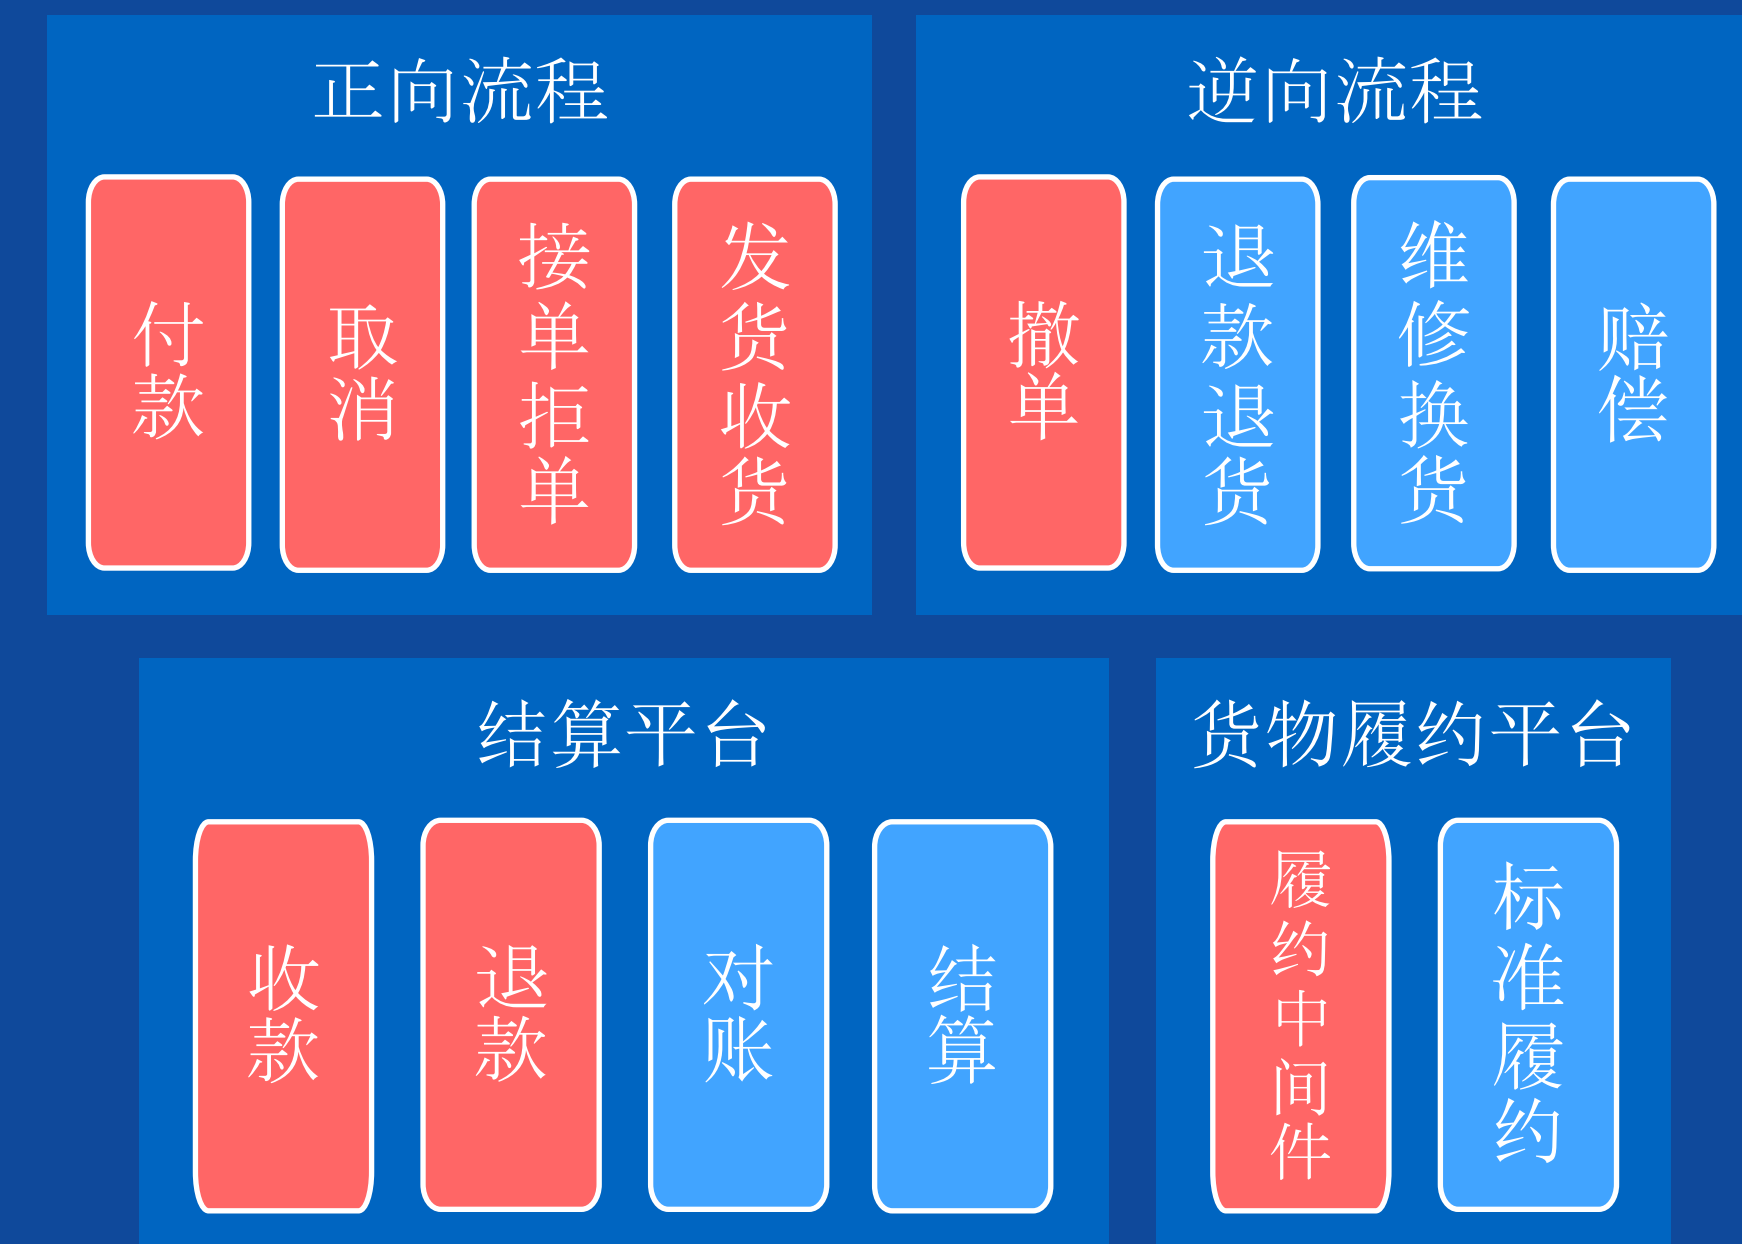 正向流程
付款
取消
接单拒单
发货收货
逆向流程
撤单
退款退货
维修换货
赔偿
结算平台
收款
退款
对账
结算
货物履约平台
履约中间件
标准履约